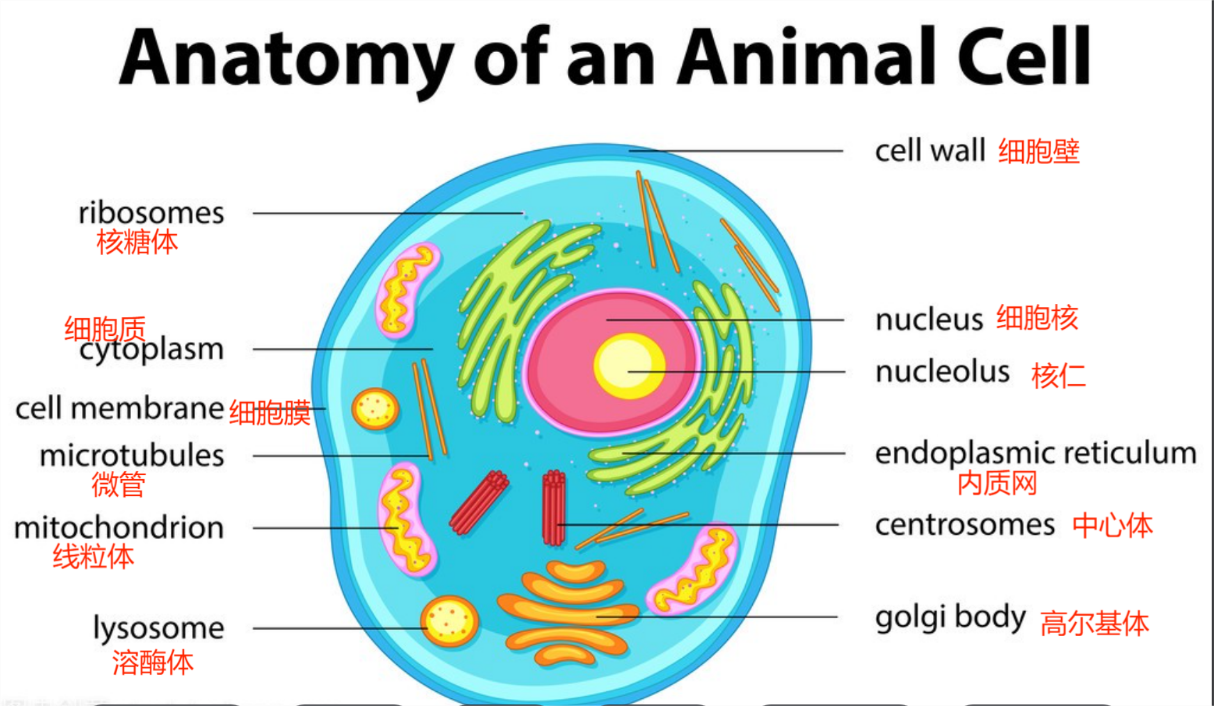 Anatomy of an Animal Cell
cell wall 细胞壁
ribosomes
核糖体
细胞质
cytoplasm
nucleus 细胞核
nucleolus 核仁
cell membrane 细胞膜
microtubules
微管
endoplasmic reticulum
内质网
mitochondrion
线粒体
centrosomes 中心体
lysosome
溶酶体
golgi body 高尔基体